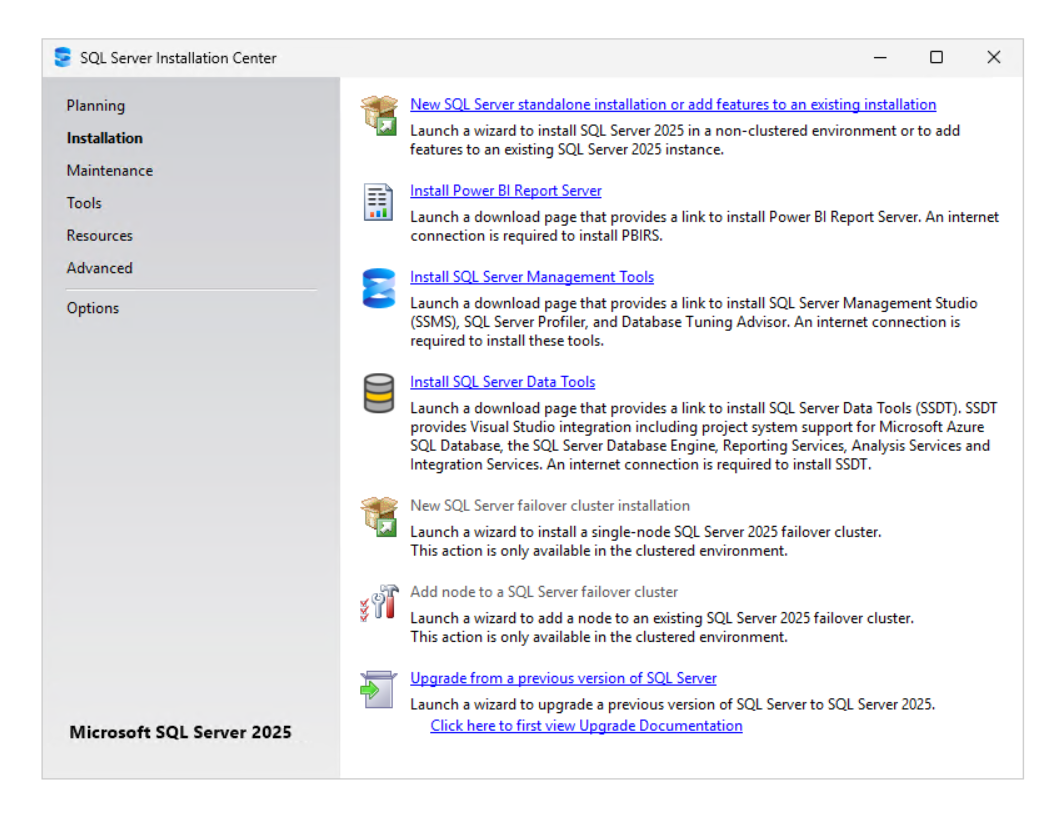 SQL Server Installation Center
Planning
Installation
Maintenance
Tools
Resources
Advanced
Options
Microsoft SQL Server 2025
New SQL Server standalone installation or add features to an existing installation
Launch a wizard to install SQL Server 2025 in a non-clustered environment or to add
features to an existing SQL Server 2025 instance.
Install Power BI Report Server
Launch a download page that provides a link to install Power BI Report Server. An internet
connection is required to install PBIRS.
Install SQL Server Management Tools
Launch a download page that provides a link to install SQL Server Management Studio
(SSMS), SQL Server Profiler, and Database Tuning Advisor. An internet connection is
required to install these tools.
Install SQL Server Data Tools
Launch a download page that provides a link to install SQL Server Data Tools (SSDT). SSDT
provides Visual Studio integration including project system support for Microsoft Azure
SQL Database, the SQL Server Database Engine, Reporting Services, Analysis Services and
Integration Services. An internet connection is required to install SSDT.
New SQL Server failover cluster installation
Launch a wizard to install a single-node SQL Server 2025 failover cluster.
This action is only available in the clustered environment.
Add node to a SQL Server failover cluster
Launch a wizard to add a node to an existing SQL Server 2025 failover cluster.
This action is only available in the clustered environment.
Upgrade from a previous version of SQL Server
Launch a wizard to upgrade a previous version of SQL Server to SQL Server 2025.
Click here to first view Upgrade Documentation